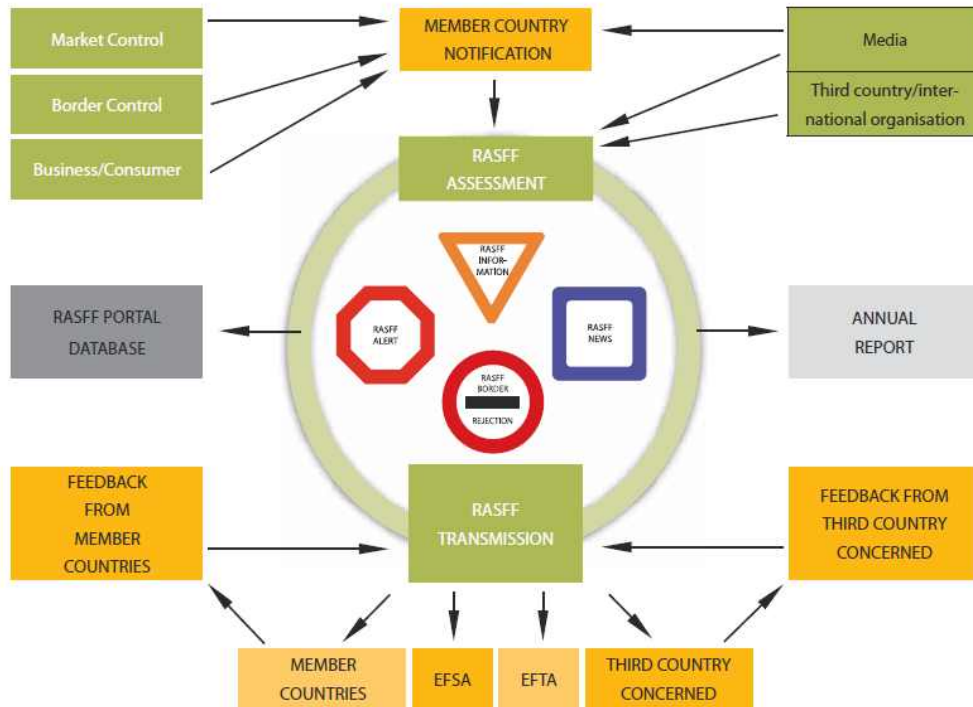 Market Control
MEMBER COUNTRY
NOTIFICATION
Media
Border Control
Third country/inter-
national organisation
Business/Consumer
RASFF
ASSESSMENT
RASFF
INFOR-
MATION
RASFF
ALERT
RASFF
NEWS
RASFF PORTAL
DATABASE
ANNUAL
REPORT
RASFF
BORDER
REJECTION
FEEDBACK
FROM
MEMBER
COUNTRIES
RASFF
TRANSMISSION
FEEDBACK FROM
THIRD COUNTRY
CONCERNED
MEMBER
COUNTRIES
EFSA
EFTA
THIRD COUNTRY
CONCERNED